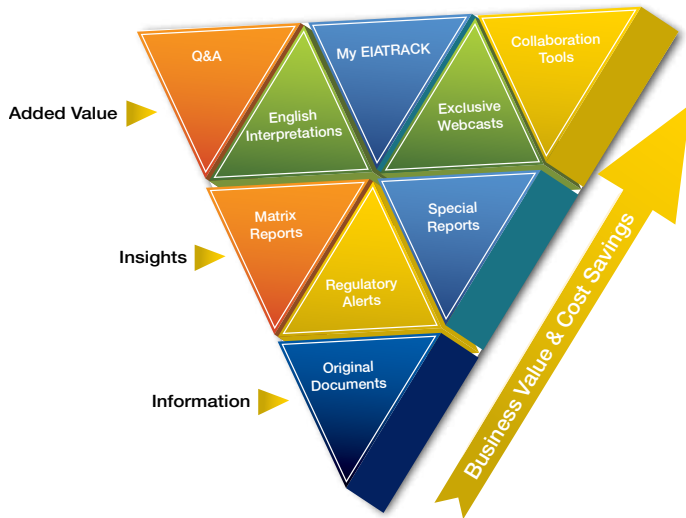 Q&A
My EIATRACK
Collaboration
Tools
Added Value
English
Interpretations
Exclusive
Webcasts
Matrix
Reports
Special
Reports
Insights
Regulatory
Alerts
Original
Documents
Information
Business Value & Cost Savings